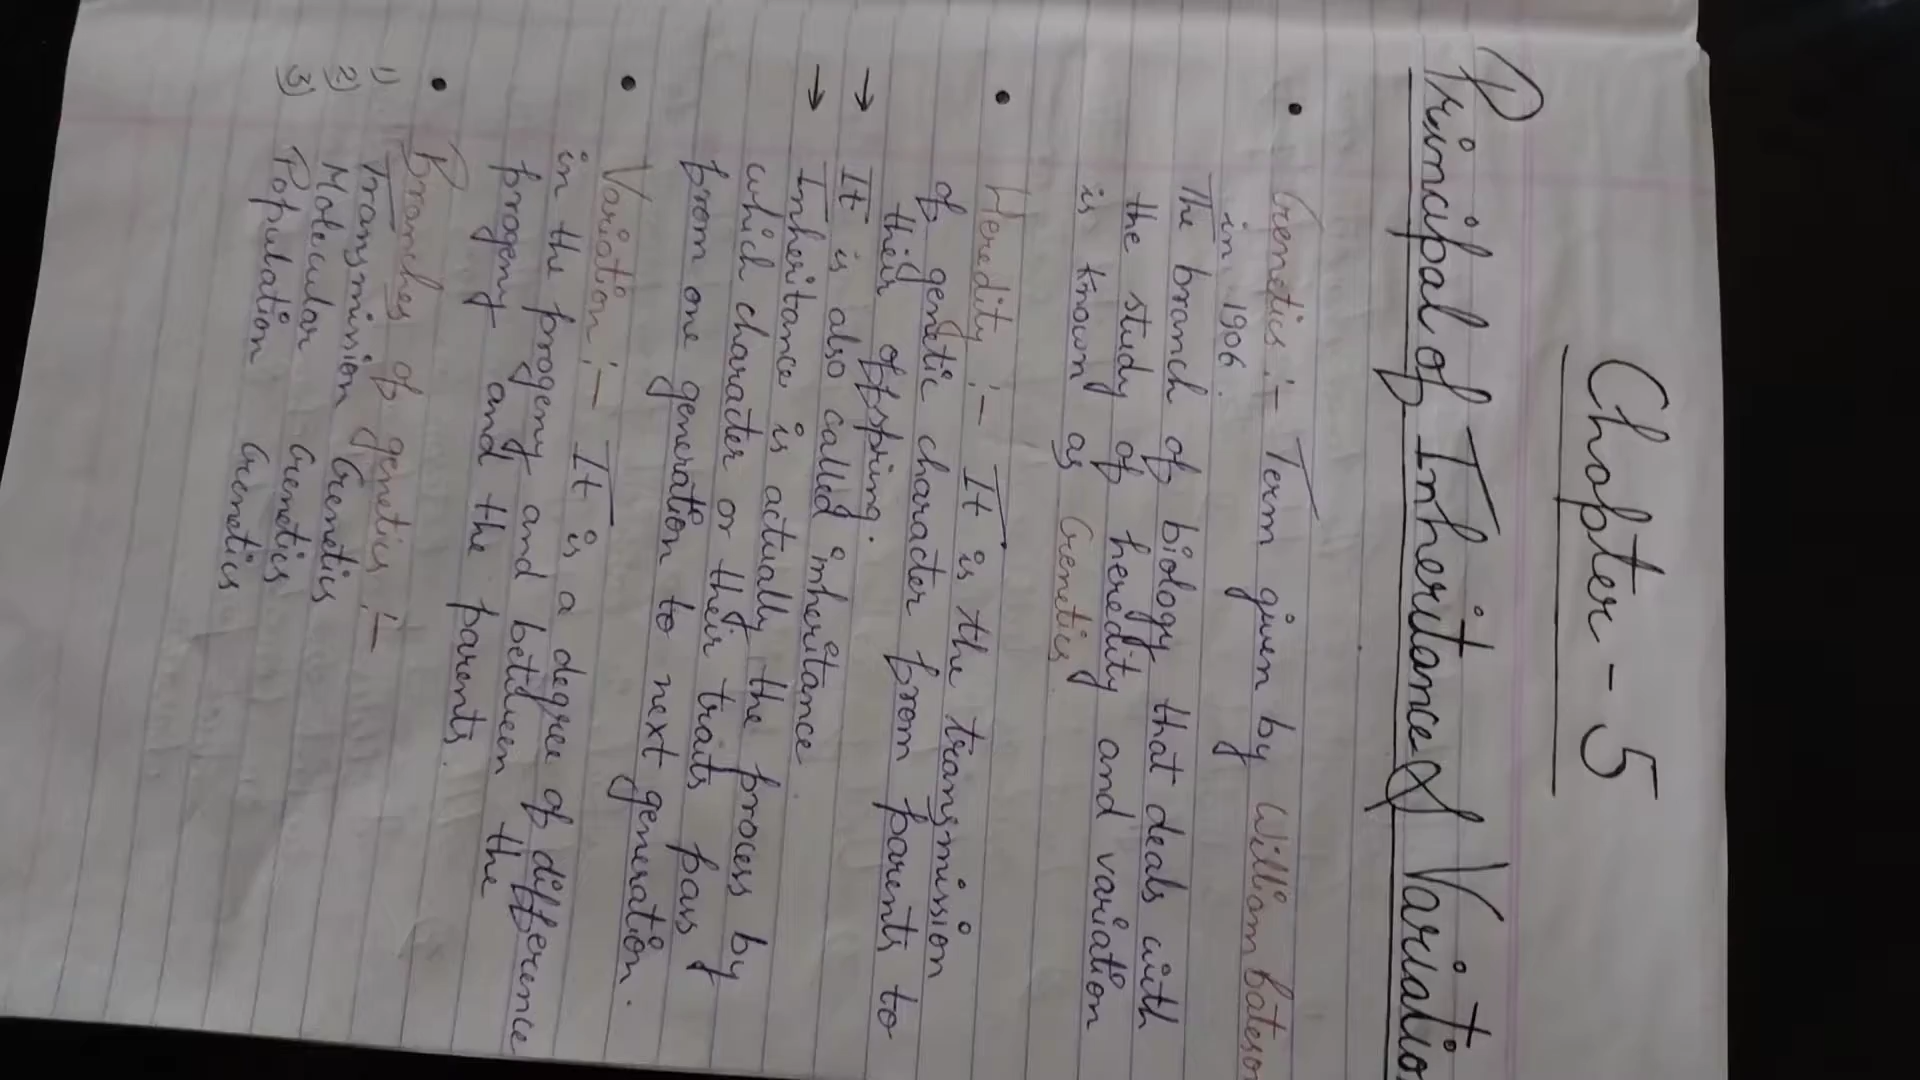 Chapter - 5
Principal of Inheritance & Variation
• Genetics :- Term given by William bateson
in 1906.
The branch of biology that deals with
the study of heredity and variation
is known as Genetics
• Heredity :- It is the transmission
of genetic character from parents to
their offspring.
→ It is also called inheritance
→ Inheritance is actually the process by
which character or their traits pass
from one generation to next generation.
• Variation :- It is a degree of difference
in the progeny and between the
progeny and the parents.
• Branches of genetics :-
1) Transmission Genetics
2) Molecular Genetics
3) Population Genetics